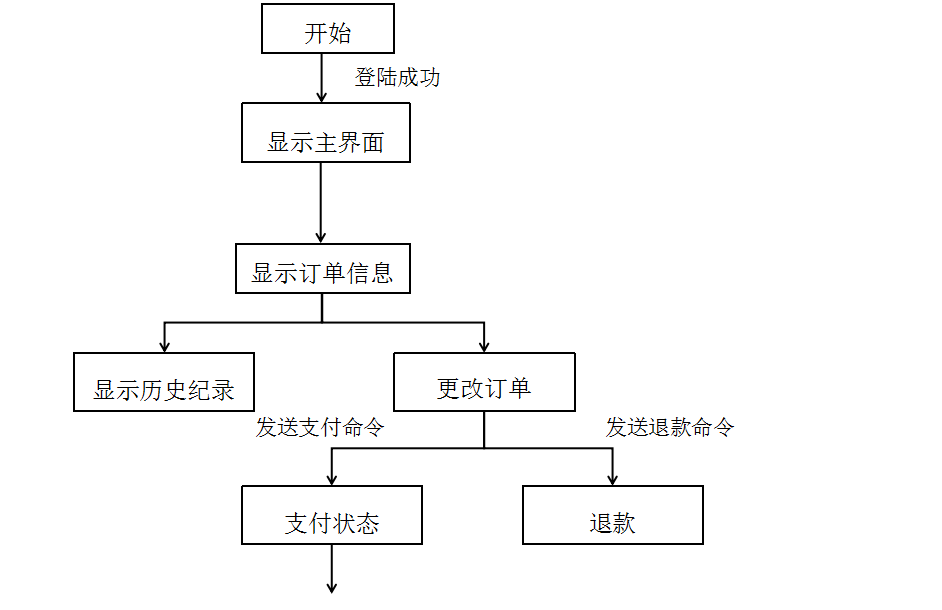 开始
登陆成功
显示主界面
显示订单信息
显示历史纪录
更改订单
发送支付命令
发送退款命令
支付状态
退款